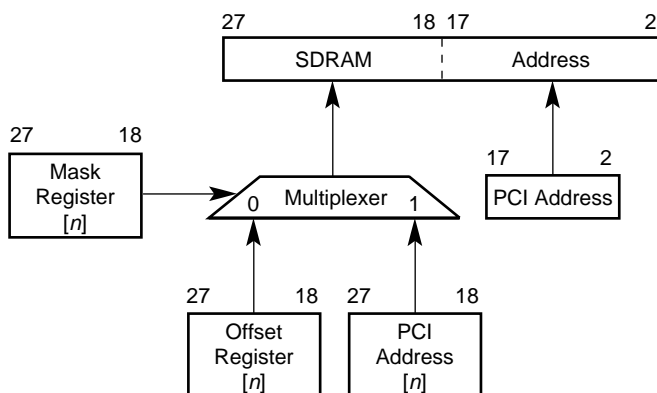 27 18 17 2
SDRAM Address
27 18
Mask
Register
[n]
Multiplexer
0 1
17 2
PCI Address
27 18
Offset
Register
[n]
27 18
PCI
Address
[n]